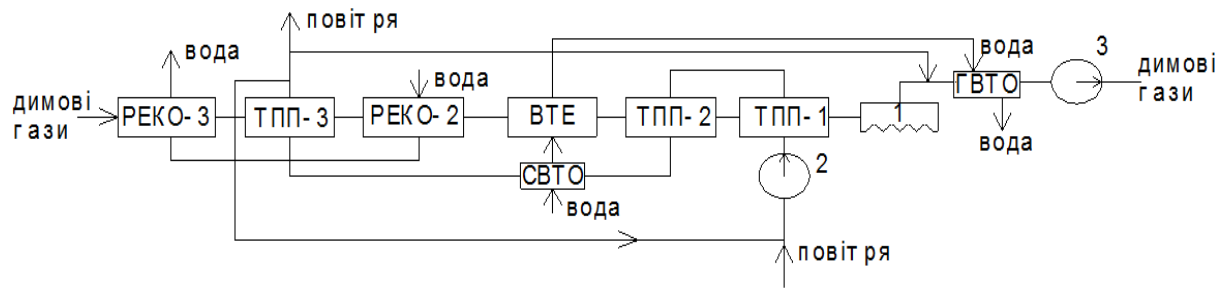 повітря
вода
вода
вода
3
димові
гази
РЕКО-3
ТПП-3
РЕКО-2
ВТЕ
ТПП-2
ТПП-1
1
ГВТО
димові
гази
СВТО
2
вода
вода
повітря